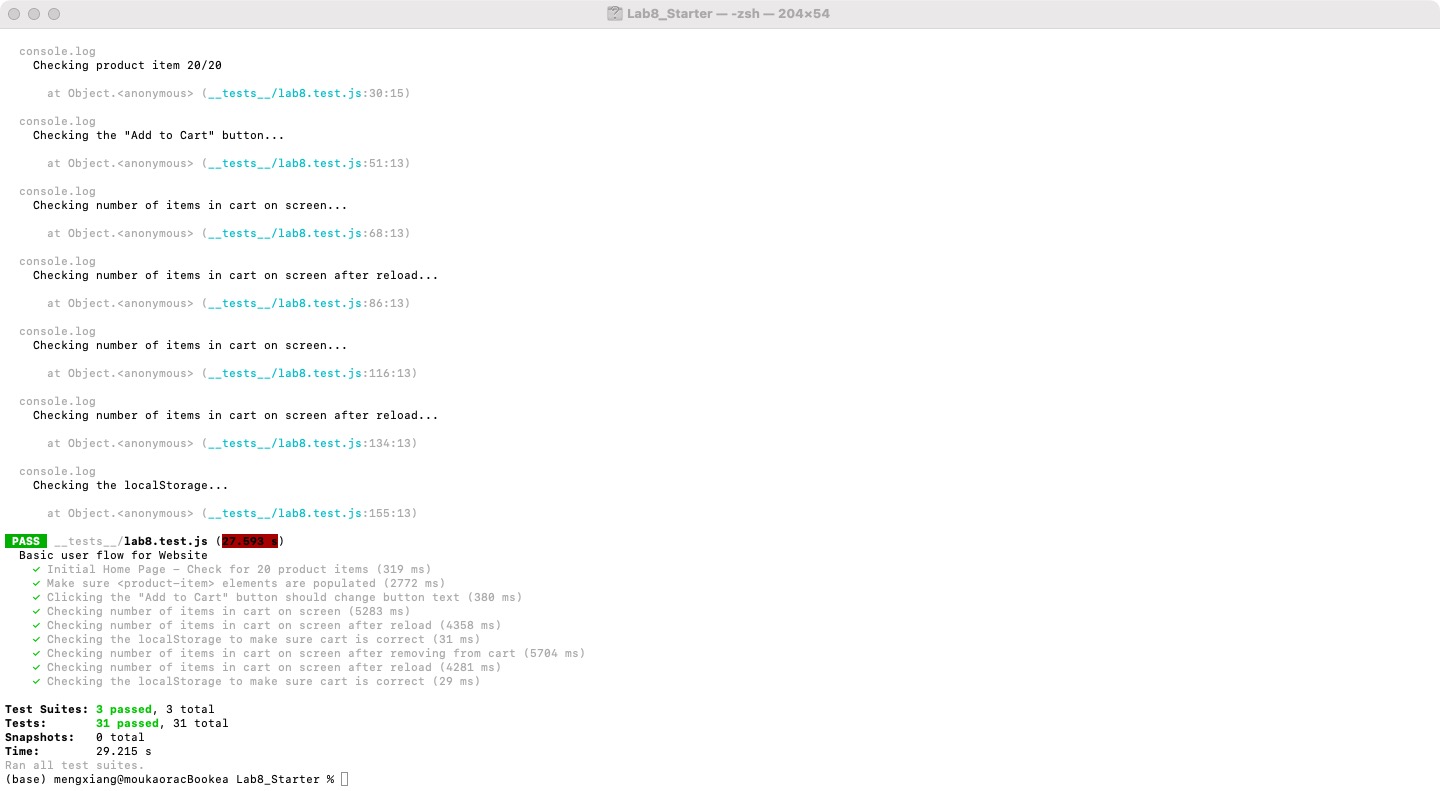 Lab8_Starter — -zsh — 204×54
console.log
Checking product item 20/20
at Object.<anonymous> (__tests__/lab8.test.js:30:15)
console.log
Checking the "Add to Cart" button...
at Object.<anonymous> (__tests__/lab8.test.js:51:13)
console.log
Checking number of items in cart on screen...
at Object.<anonymous> (__tests__/lab8.test.js:68:13)
console.log
Checking number of items in cart on screen after reload...
at Object.<anonymous> (__tests__/lab8.test.js:86:13)
console.log
Checking number of items in cart on screen...
at Object.<anonymous> (__tests__/lab8.test.js:116:13)
console.log
Checking number of items in cart on screen after reload...
at Object.<anonymous> (__tests__/lab8.test.js:134:13)
console.log
Checking the localStorage...
at Object.<anonymous> (__tests__/lab8.test.js:155:13)
PASS __tests__/lab8.test.js (27.593 s)
Basic user flow for Website
✓ Initial Home Page – Check for 20 product items (319 ms)
✓ Make sure <product-item> elements are populated (2772 ms)
✓ Clicking the "Add to Cart" button should change button text (380 ms)
✓ Checking number of items in cart on screen (5283 ms)
✓ Checking number of items in cart on screen after reload (4358 ms)
✓ Checking the localStorage to make sure cart is correct (31 ms)
✓ Checking number of items in cart on screen after removing from cart (5704 ms)
✓ Checking number of items in cart on screen after reload (4281 ms)
✓ Checking the localStorage to make sure cart is correct (29 ms)
Test Suites: 3 passed, 3 total
Tests: 31 passed, 31 total
Snapshots: 0 total
Time: 29.215 s
Ran all test suites.
(base) mengxiang@moukaoracBookea Lab8_Starter %